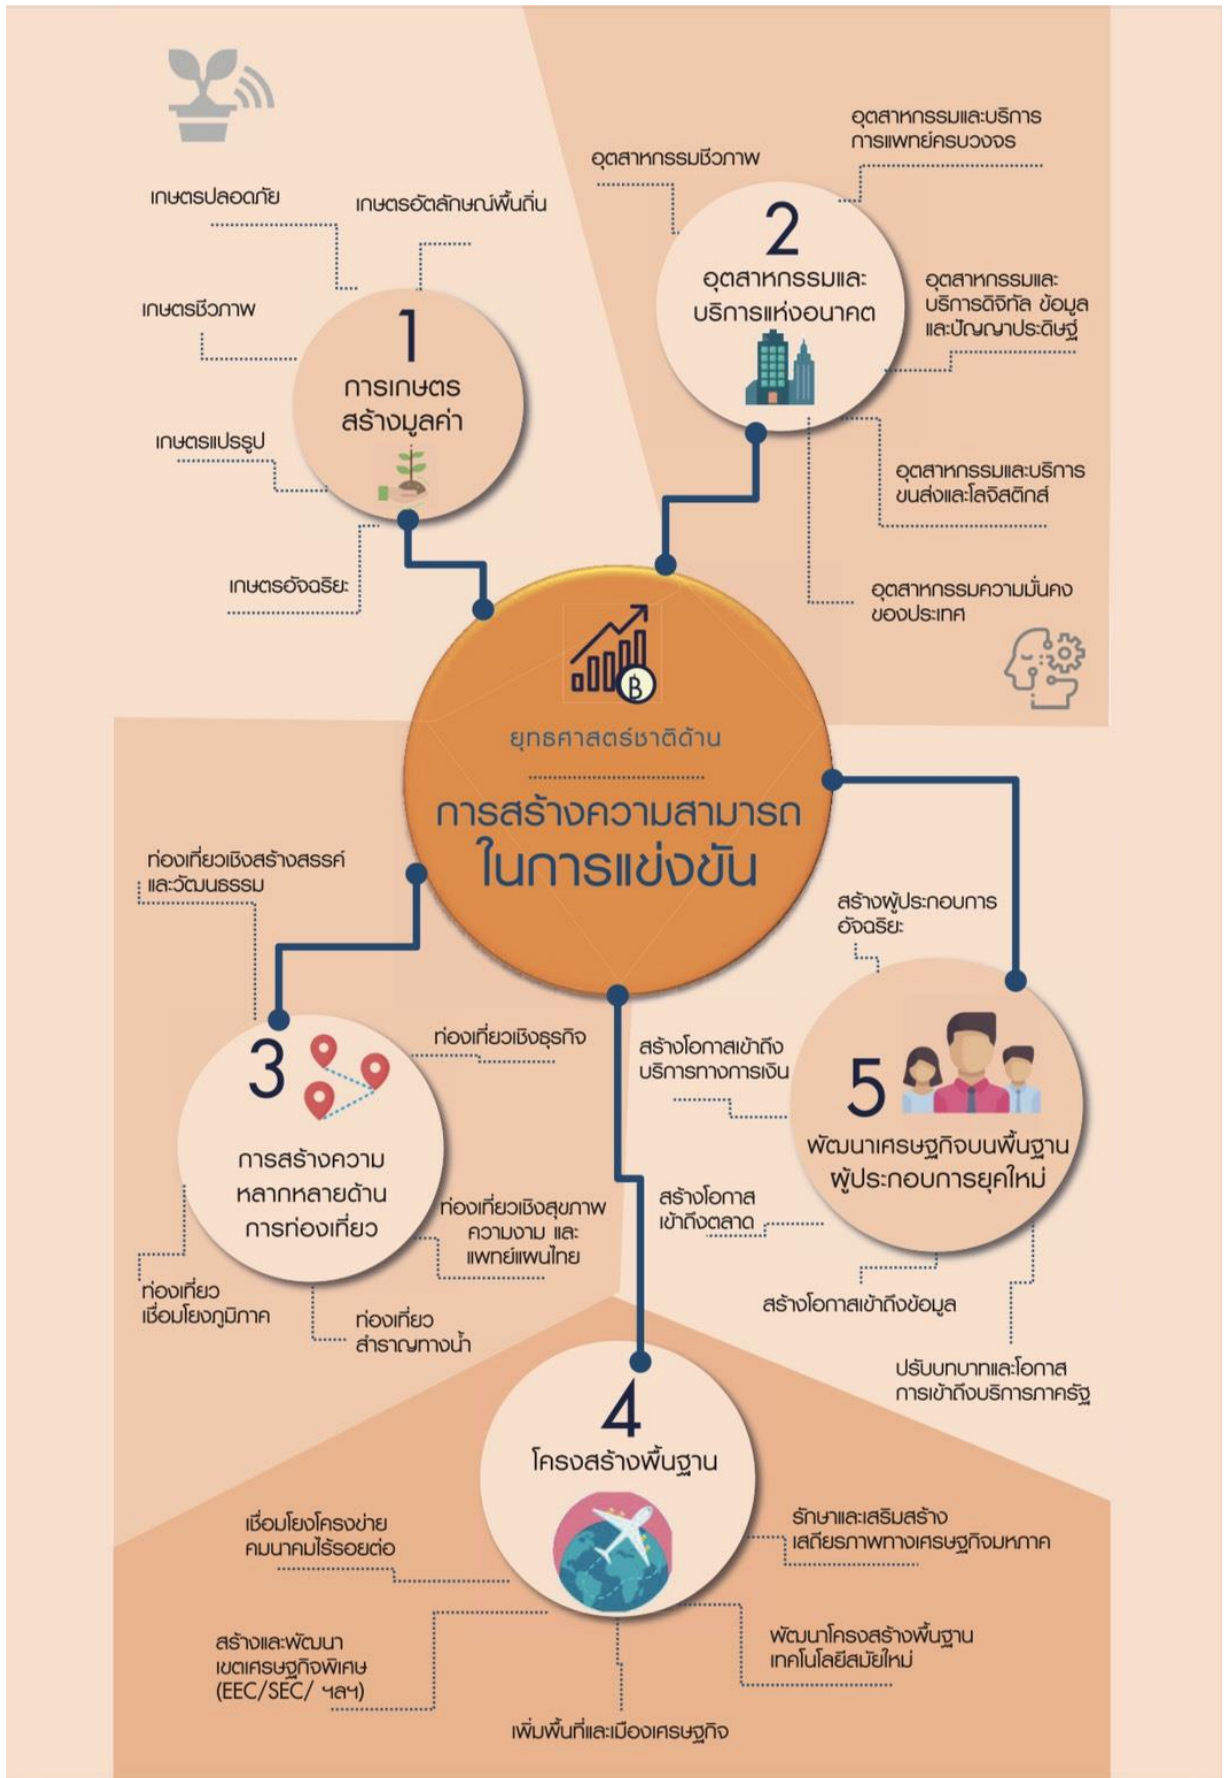 เกษตรปลอดภัย
เกษตรอัตลักษณ์พื้นถิ่น
เกษตรชีวภาพ
1
การเกษตร
สร้างมูลค่า
เกษตรแปรรูป
เกษตรอัจฉริยะ
อุตสาหกรรมชีวภาพ
อุตสาหกรรมและบริการ
การแพทย์ครบวงจร
2
อุตสาหกรรมและ
บริการแห่งอนาคต
อุตสาหกรรมและ
บริการดิจิทัล ข้อมูล
และปัญญาประดิษฐ์
อุตสาหกรรมและบริการ
ขนส่งและโลจิสติกส์
อุตสาหกรรมความมั่นคง
ของประเทศ
฿
ยุทธศาสตร์ชาติด้าน
การสร้างความสามารถ
ในการแข่งขัน
ท่องเที่ยวเชิงสร้างสรรค์
และวัฒนธรรม
3
การสร้างความ
หลากหลายด้าน
การท่องเที่ยว
ท่องเที่ยวเชิงธุรกิจ
ท่องเที่ยวเชิงสุขภาพ
ความงาม และ
แพทย์แผนไทย
ท่องเที่ยว
เชื่อมโยงภูมิภาค
ท่องเที่ยว
สำราญทางน้ำ
สร้างผู้ประกอบการ
อัจฉริยะ
สร้างโอกาสเข้าถึง
บริการทางการเงิน
5
พัฒนาเศรษฐกิจบนพื้นฐาน
ผู้ประกอบการยุคใหม่
สร้างโอกาส
เข้าถึงตลาด
สร้างโอกาสเข้าถึงข้อมูล
ปรับบทบาทและโอกาส
การเข้าถึงบริการภาครัฐ
4
โครงสร้างพื้นฐาน
เชื่อมโยงโครงข่าย
คมนาคมไร้รอยต่อ
รักษาและเสริมสร้าง
เสถียรภาพทางเศรษฐกิจมหภาค
สร้างและพัฒนา
เขตเศรษฐกิจพิเศษ
(EEC/SEC/ ฯลฯ)
พัฒนาโครงสร้างพื้นฐาน
เทคโนโลยีสมัยใหม่
เพิ่มพื้นที่และเมืองเศรษฐกิจ